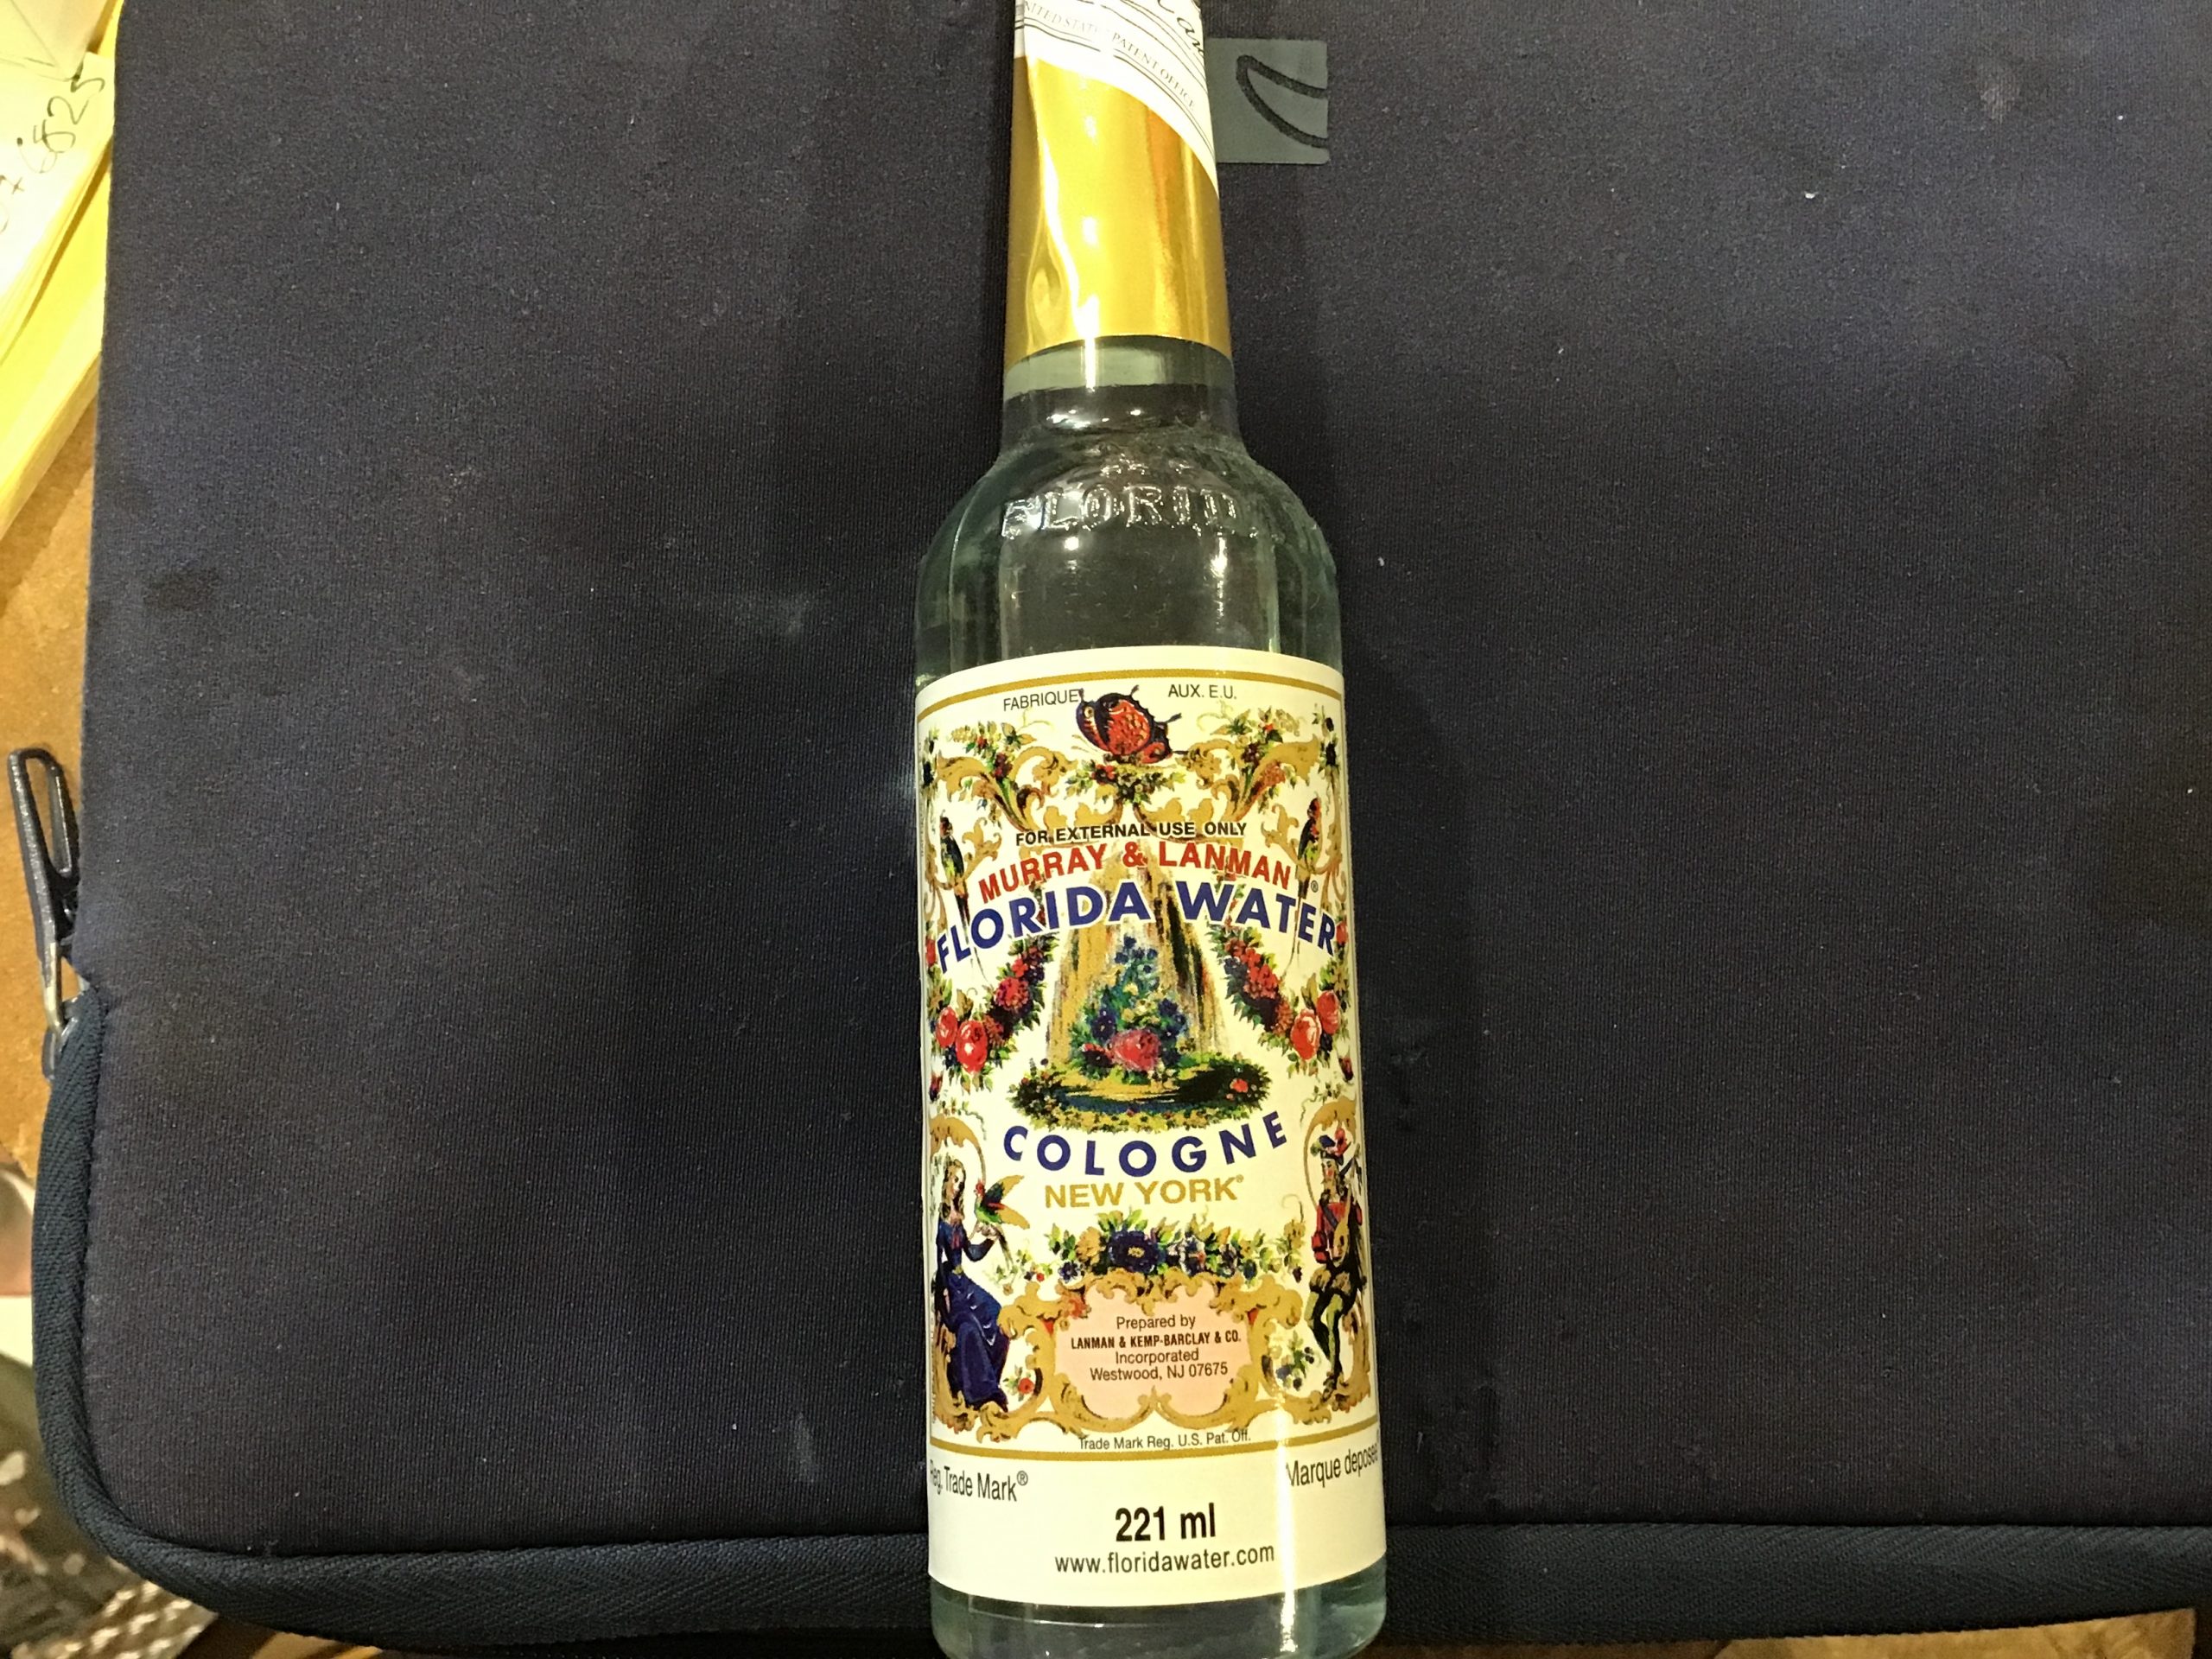 UNITED STATES PATENT OFFICE
6825
FLORID
FABRIQUE AUX. E.U.
FOR EXTERNAL USE ONLY
MURRAY & LANMAN ®
FLORIDA WATER
COLOGNE
NEW YORK®
Prepared by
LANMAN & KEMP-BARCLAY & CO.
Incorporated
Westwood, NJ 07675
Trade Mark Reg. U.S. Pat. Off.
Reg. Trade Mark® Marque deposee
221 ml
www.floridawater.com